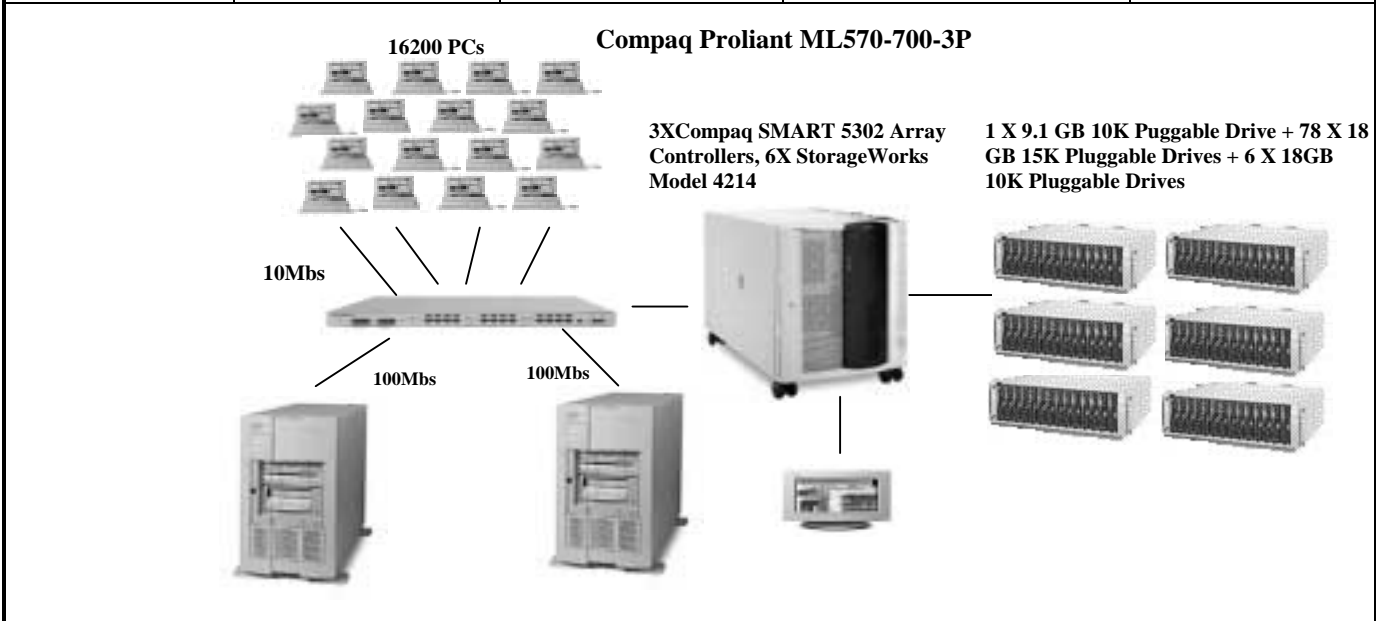 Compaq Proliant ML570-700-3P
16200 PCs
3XCompaq SMART 5302 Array
Controllers, 6X StorageWorks
Model 4214
1 X 9.1 GB 10K Puggable Drive + 78 X 18
GB 15K Pluggable Drives + 6 X 18GB
10K Pluggable Drives
10Mbs
100Mbs
100Mbs